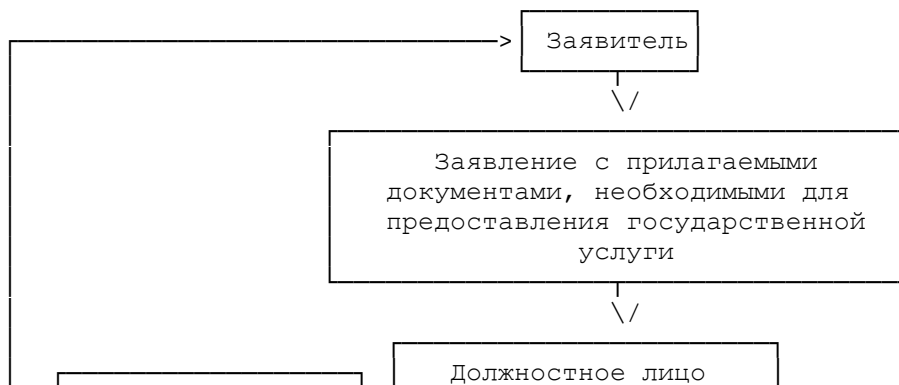 Заявитель
Заявление с прилагаемыми
документами, необходимыми для
предоставления государственной
услуги
Должностное лицо